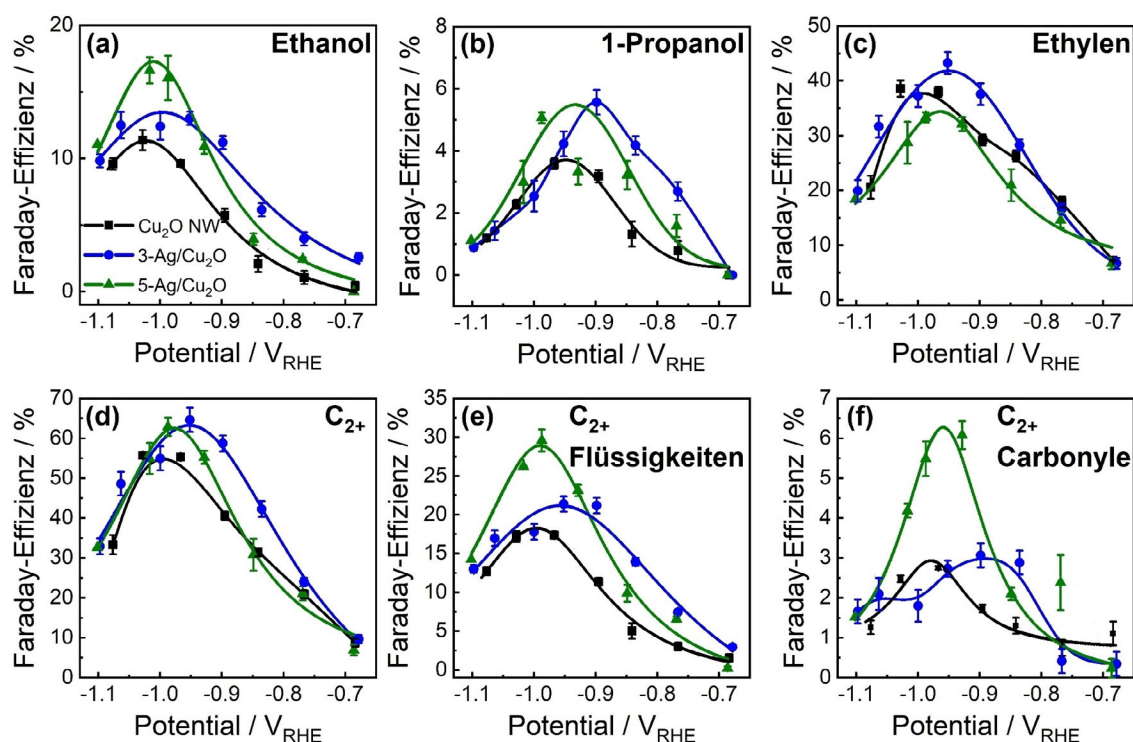 (a) Ethanol
Faraday-Effizienz / %
20
10
0
Cu₂O NW
3-Ag/Cu₂O
5-Ag/Cu₂O
-1.1 -1.0 -0.9 -0.8 -0.7
Potential / V_RHE
(b) 1-Propanol
Faraday-Effizienz / %
8
6
4
2
0
-1.1 -1.0 -0.9 -0.8 -0.7
Potential / V_RHE
(c) Ethylen
Faraday-Effizienz / %
50
40
30
20
10
0
-1.1 -1.0 -0.9 -0.8 -0.7
Potential / V_RHE
(d) C₂₊
Faraday-Effizienz / %
70
60
50
40
30
20
10
0
-1.1 -1.0 -0.9 -0.8 -0.7
Potential / V_RHE
(e) C₂₊
Flüssigkeiten
Faraday-Effizienz / %
35
30
25
20
15
10
5
0
-1.1 -1.0 -0.9 -0.8 -0.7
Potential / V_RHE
(f) C₂₊
Carbonyle
Faraday-Effizienz / %
7
6
5
4
3
2
1
0
-1.1 -1.0 -0.9 -0.8 -0.7
Potential / V_RHE